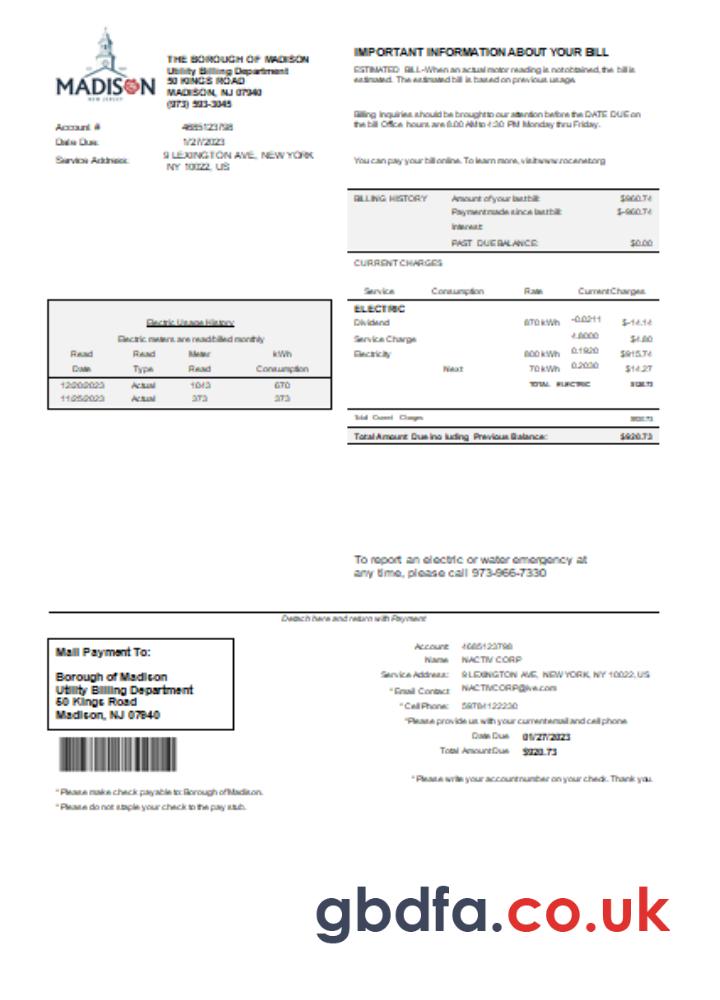 MADISON
NEW JERSEY
THE BOROUGH OF MADISON
Utility Billing Department
50 KINGS ROAD
MADISON, NJ 07940
(973) 593-3045
Account #: 4685123798
Date Due: 1/27/2023
Service Address: 9 LEXINGTON AVE, NEW YORK
NY 10022, US
IMPORTANT INFORMATION ABOUT YOUR BILL
ESTIMATED BILL-When an actual motor reading is not obtained, the bill is
estimated. The estimated bill is based on previous usage.
Billing Inquiries should be brought to our attention before the DATE DUE on
the bill Office hours are 8.00 AM to 4:30 PM Monday thru Friday.
You can pay your bill online. To learn more, visit www.rocenet.org
BILLING HISTORY Amount of your last bill: $960.74
Payment made since last bill: $-960.74
Interest:
PAST DUE BALANCE: $0.00
CURRENT CHARGES
Service Consumption Rate Current Charges
ELECTRIC
Dividend 670 kWh -0.0211 $-14.14
Service Charge 4.8000 $4.80
Electricity 600 kWh 0.1920 $915.74
Next 70 kWh 0.2030 $14.27
TOTAL ELECTRIC $920.73
Total Current Charges $920.73
Total Amount Due including Previous Balance: $920.73
Electric Usage History
Electric meters are read/billed monthly
Read Read Meter kWh
Date Type Read Consumption
12/20/2023 Actual 1043 670
11/25/2023 Actual 373 373
To report an electric or water emergency at
any time, please call 973-966-7330
Detach here and return with Payment
Mail Payment To:
Borough of Madison
Utility Billing Department
50 Kings Road
Madison, NJ 07940
* Please make check payable to: Borough of Madison.
* Please do not staple your check to the pay stub.
Account: 4685123798
Name NACTIV CORP
Service Address: 9 LEXINGTON AVE, NEW YORK, NY 10022, US
* Email Contact NACTIVCORP@live.com
* Cell Phone: 59784122230
*Please provide us with your current email and cell phone
Date Due 01/27/2023
Total Amount Due $920.73
* Please write your account number on your check. Thank you.
gbdfa.co.uk